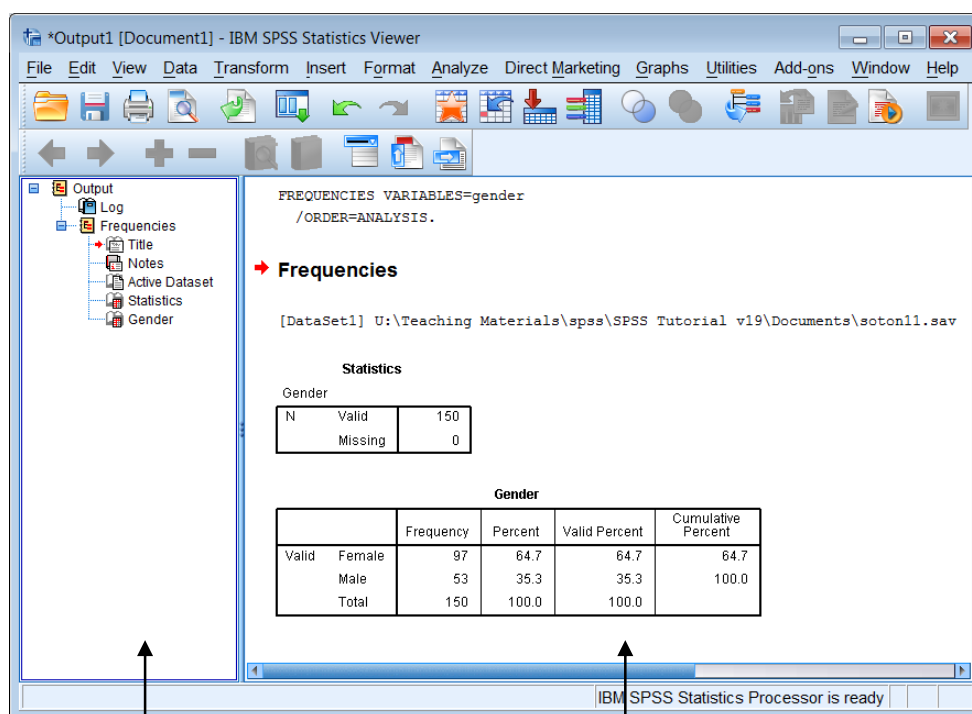 *Output1 [Document1] - IBM SPSS Statistics Viewer
File Edit View Data Transform Insert Format Analyze Direct Marketing Graphs Utilities Add-ons Window Help
Output
Log
Frequencies
Title
Notes
Active Dataset
Statistics
Gender
FREQUENCIES VARIABLES=gender
/ORDER=ANALYSIS.
Frequencies
[DataSet1] U:\Teaching Materials\spss\SPSS Tutorial v19\Documents\soton11.sav
Statistics
Gender
N Valid 150
Missing 0
Gender
Frequency Percent Valid Percent Cumulative Percent
Valid Female 97 64.7 64.7 64.7
Male 53 35.3 35.3 100.0
Total 150 100.0 100.0
IBM SPSS Statistics Processor is ready